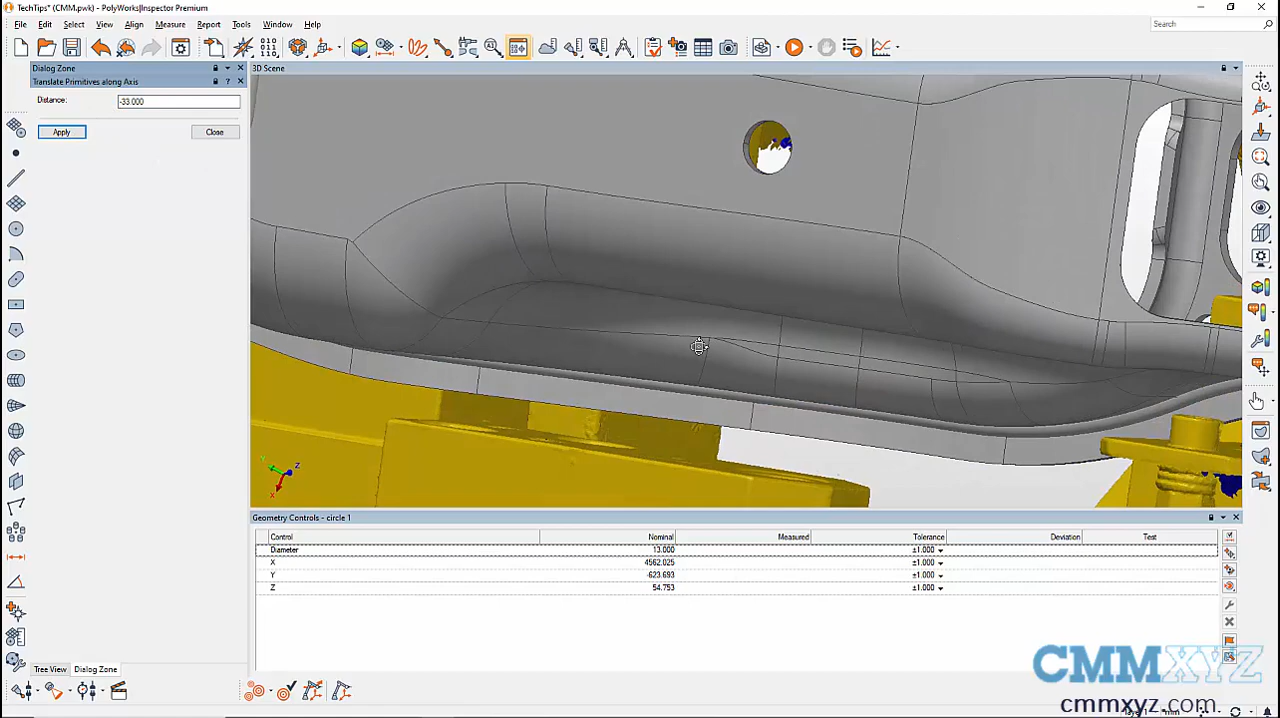 TechTips* (CMM.pwk) - PolyWorks|Inspector Premium
File Edit Select View Align Measure Report Tools Window Help
Search
Dialog Zone
3D Scene
Translate Primitives along Axis
Distance: -33.000
Apply Close
Y Z
X
Geometry Controls - circle 1
Control Nominal Measured Tolerance Deviation Test
Diameter 13.000 ±1.000
X 4562.025 ±1.000
Y -623.693 ±1.000
Z 54.753 ±1.000
Tree View Dialog Zone
CMMXYZ
cmmxyz.com